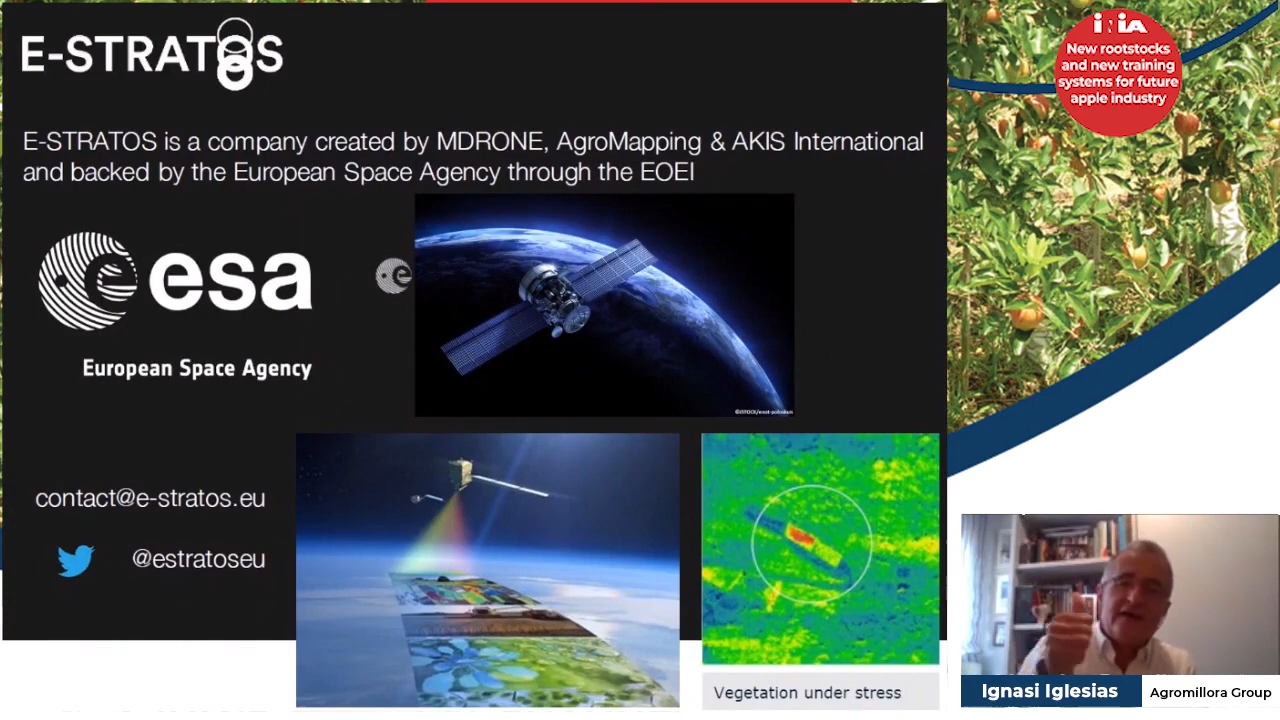 E-STRATOS
E-STRATOS is a company created by MDRONE, AgroMapping & AKIS International
and backed by the European Space Agency through the EOEI
esa
European Space Agency
contact@e-stratos.eu
@estratoseu
Vegetation under stress
iNiA
New rootstocks
and new training
systems for future
apple industry
Ignasi Iglesias
Agromillora Group